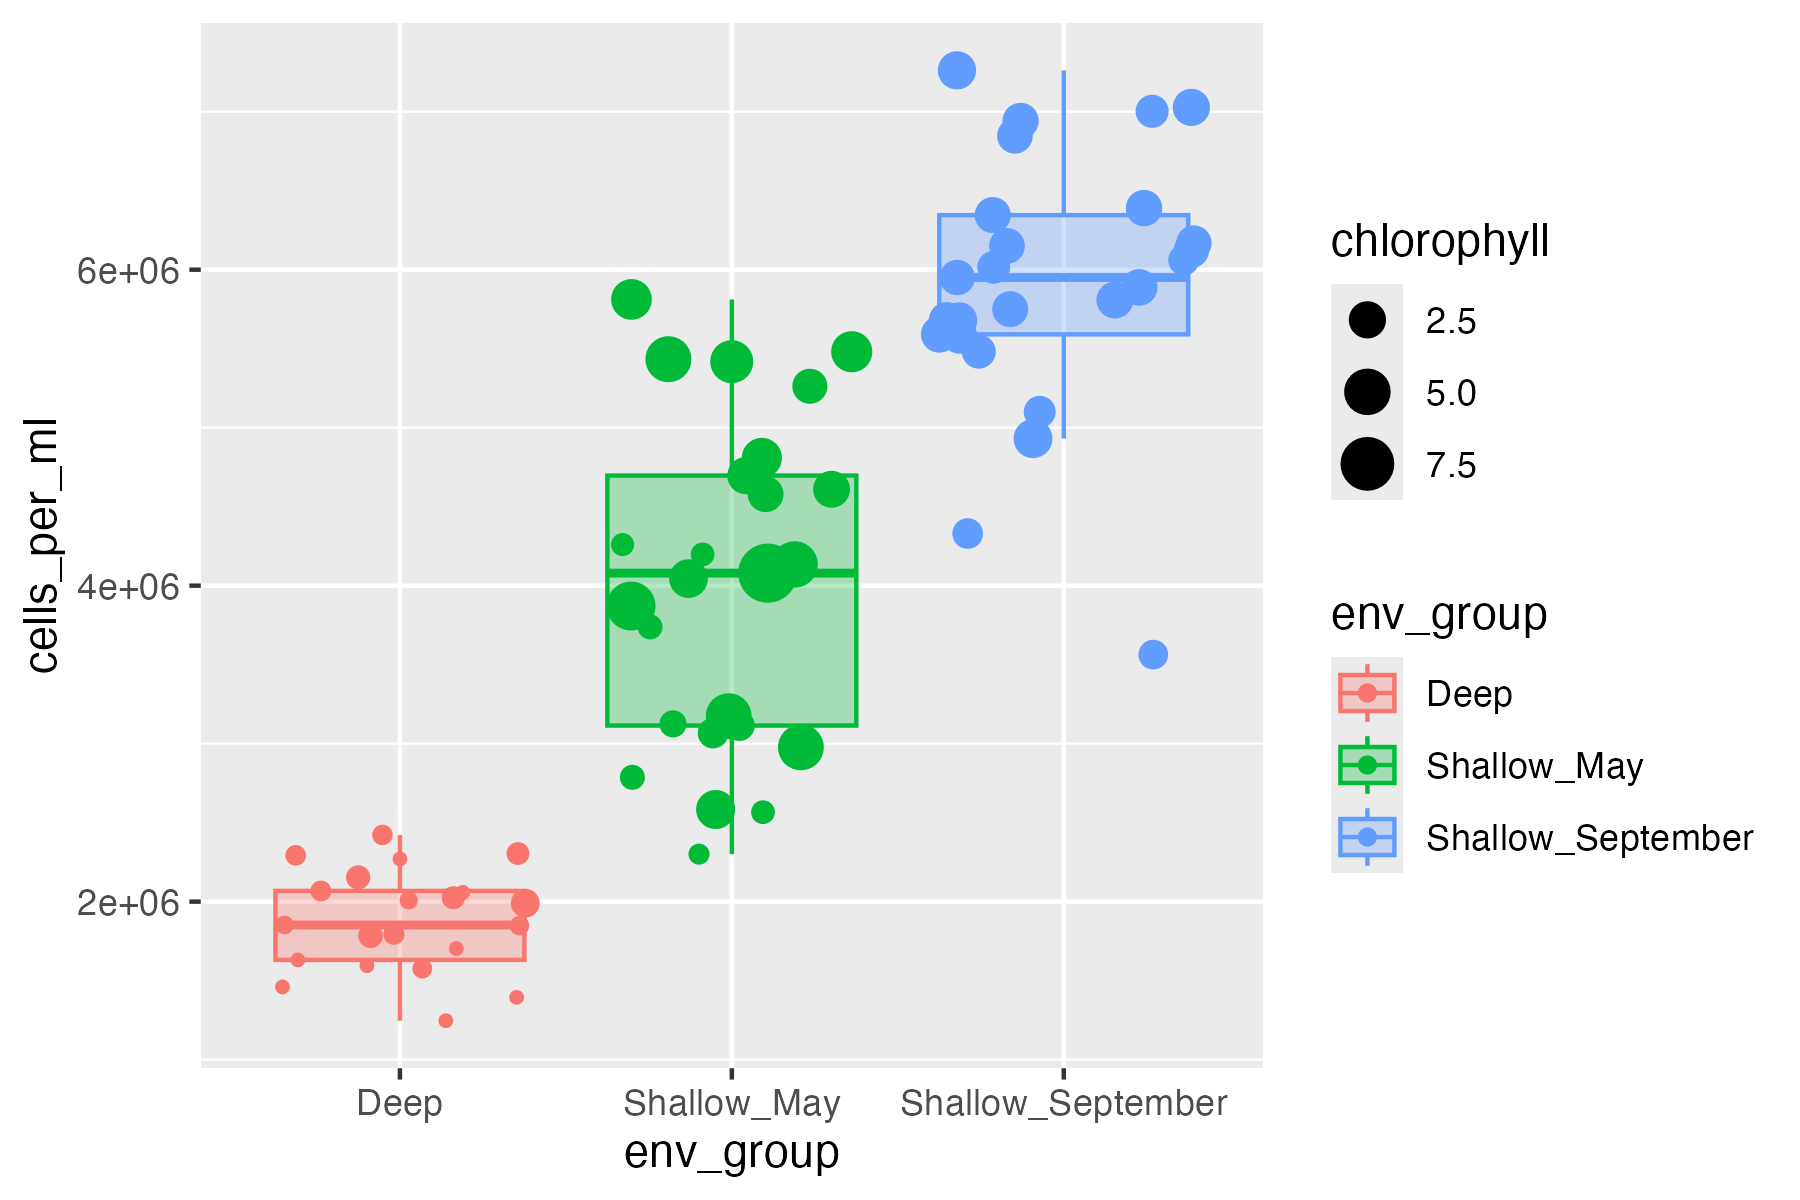 cells_per_ml
6e+06
4e+06
2e+06
Deep
Shallow_May
Shallow_September
env_group
chlorophyll
2.5
5.0
7.5
env_group
Deep
Shallow_May
Shallow_September